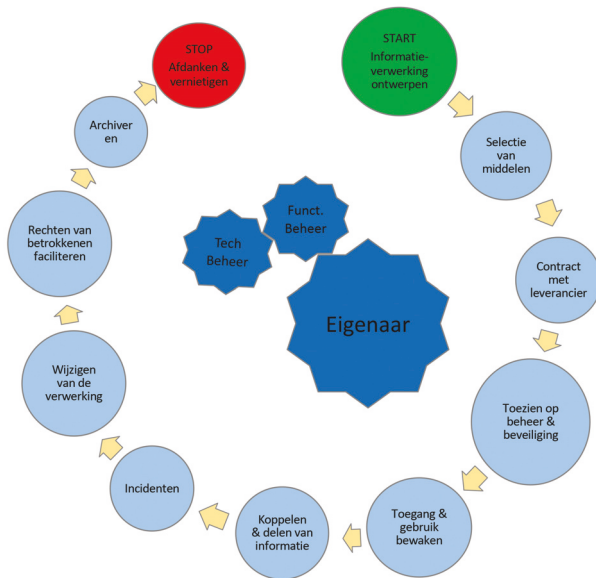 START
Informatie-
verwerking
ontwerpen
Selectie
van
middelen
Contract
met
leverancier
Toezien op
beheer &
beveiliging
Toegang &
gebruik
bewaken
Koppelen
& delen van
informatie
Incidenten
Wijzigen
van de
verwerking
Rechten van
betrokkenen
faciliteren
Archiver
en
STOP
Afdanken &
vernietigen
Funct.
Beheer
Tech
Beheer
Eigenaar